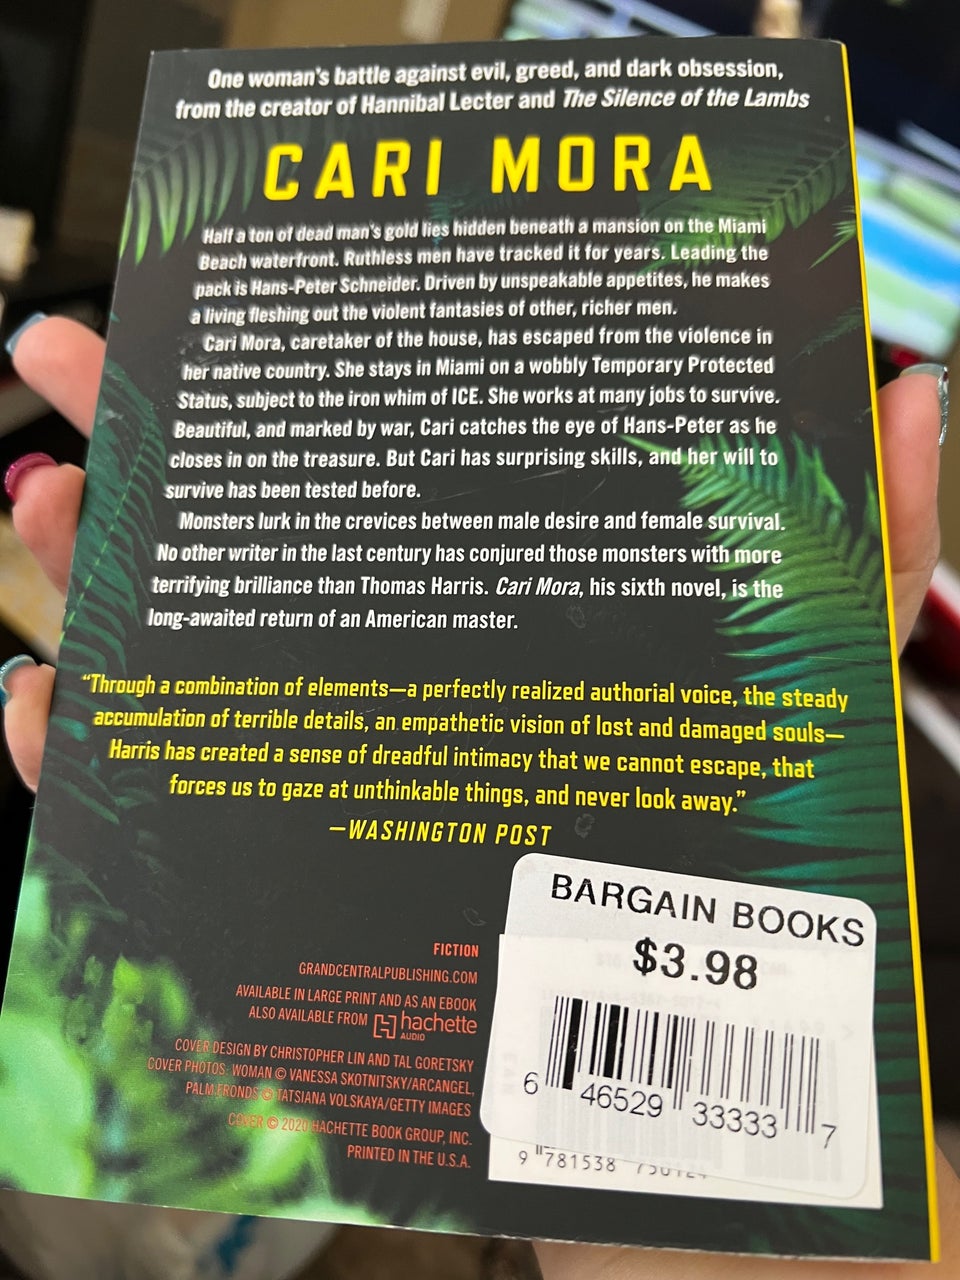 One woman's battle against evil, greed, and dark obsession,
from the creator of Hannibal Lecter and The Silence of the Lambs
CARI MORA
Half a ton of dead man's gold lies hidden beneath a mansion on the Miami
Beach waterfront. Ruthless men have tracked it for years. Leading the
pack is Hans-Peter Schneider. Driven by unspeakable appetites, he makes
a living fleshing out the violent fantasies of other, richer men.
Cari Mora, caretaker of the house, has escaped from the violence in
her native country. She stays in Miami on a wobbly Temporary Protected
Status, subject to the iron whim of ICE. She works at many jobs to survive.
Beautiful, and marked by war, Cari catches the eye of Hans-Peter as he
closes in on the treasure. But Cari has surprising skills, and her will to
survive has been tested before.
Monsters lurk in the crevices between male desire and female survival.
No other writer in the last century has conjured those monsters with more
terrifying brilliance than Thomas Harris. Cari Mora, his sixth novel, is the
long-awaited return of an American master.
"Through a combination of elements—a perfectly realized authorial voice, the steady
accumulation of terrible details, an empathetic vision of lost and damaged souls—
Harris has created a sense of dreadful intimacy that we cannot escape, that
forces us to gaze at unthinkable things, and never look away."
—WASHINGTON POST
FICTION
GRANDCENTRALPUBLISHING.COM
AVAILABLE IN LARGE PRINT AND AS AN EBOOK
ALSO AVAILABLE FROM hachette
AUDIO
COVER DESIGN BY CHRISTOPHER LIN AND TAL GORETSKY
COVER PHOTOS: WOMAN © VANESSA SKOTNITSKY/ARCANGEL,
PALM FRONDS © TATSIANA VOLSKAYA/GETTY IMAGES
COVER © 2020 HACHETTE BOOK GROUP, INC.
PRINTED IN THE U.S.A.
BARGAIN BOOKS
$3.98
6 46529 33333 7
9 781538